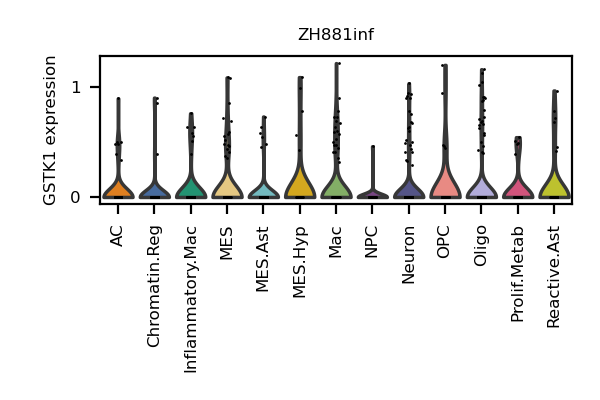 ZH881inf
GSTK1 expression
1
0
AC
Chromatin.Reg
Inflammatory.Mac
MES
MES.Ast
MES.Hyp
Mac
NPC
Neuron
OPC
Oligo
Prolif.Metab
Reactive.Ast